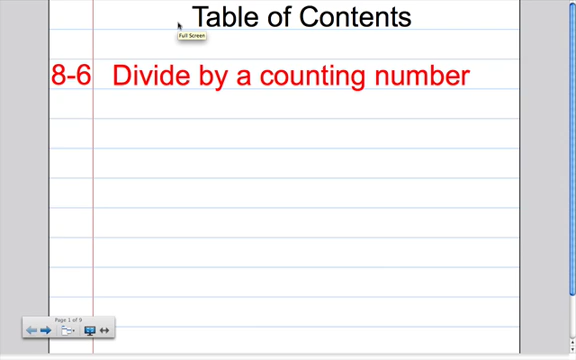 Table of Contents
Full Screen
8-6 Divide by a counting number
Page 1 of 9